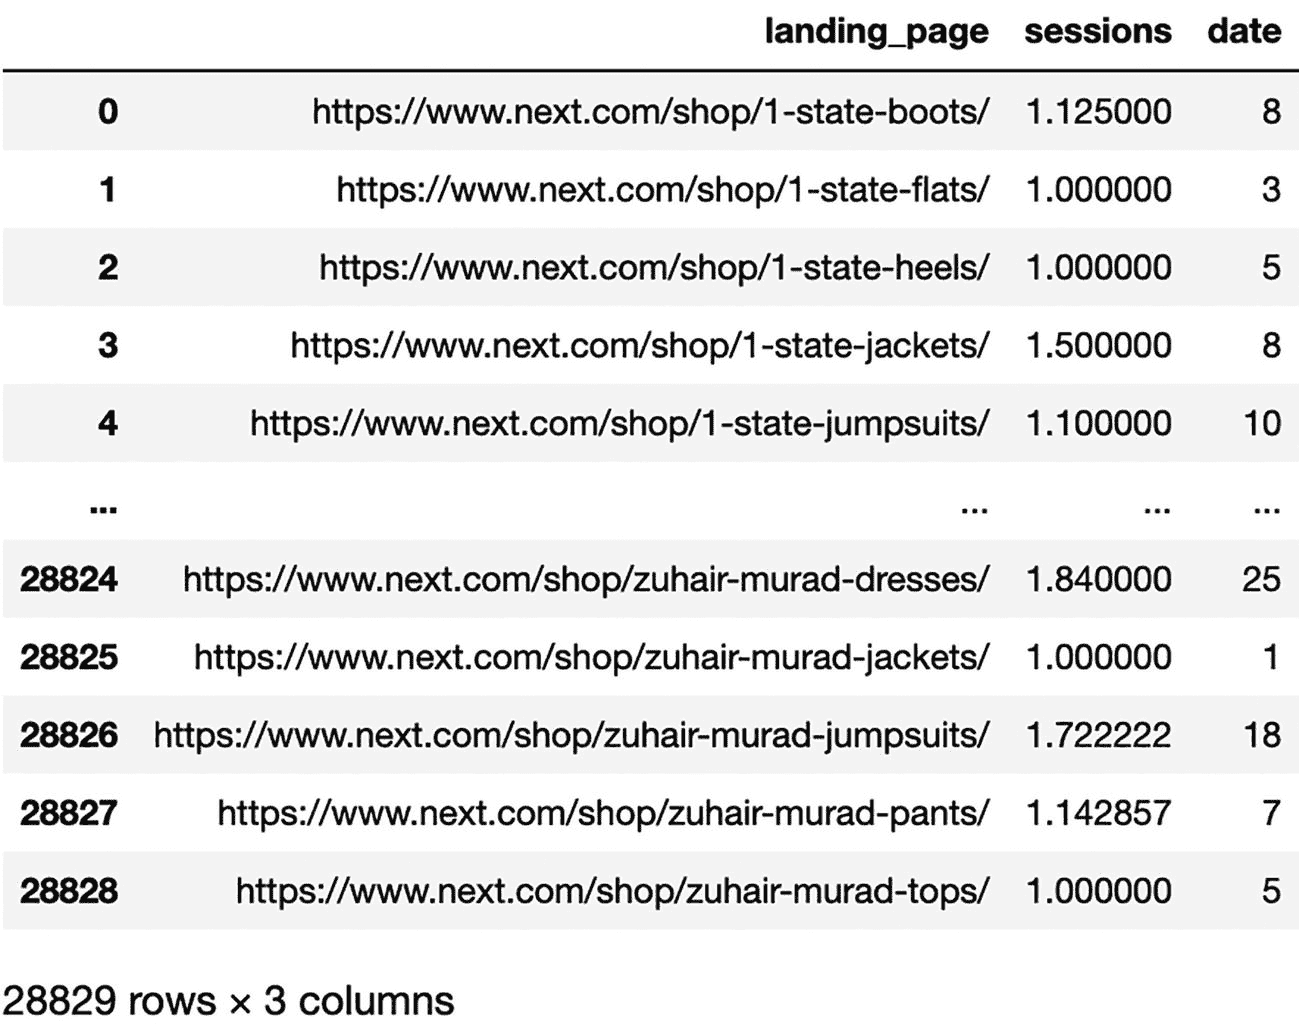 landing_page sessions date
0 https://www.next.com/shop/1-state-boots/ 1.125000 8
1 https://www.next.com/shop/1-state-flats/ 1.000000 3
2 https://www.next.com/shop/1-state-heels/ 1.000000 5
3 https://www.next.com/shop/1-state-jackets/ 1.500000 8
4 https://www.next.com/shop/1-state-jumpsuits/ 1.100000 10
... ... ... ...
28824 https://www.next.com/shop/zuhair-murad-dresses/ 1.840000 25
28825 https://www.next.com/shop/zuhair-murad-jackets/ 1.000000 1
28826 https://www.next.com/shop/zuhair-murad-jumpsuits/ 1.722222 18
28827 https://www.next.com/shop/zuhair-murad-pants/ 1.142857 7
28828 https://www.next.com/shop/zuhair-murad-tops/ 1.000000 5
28829 rows × 3 columns